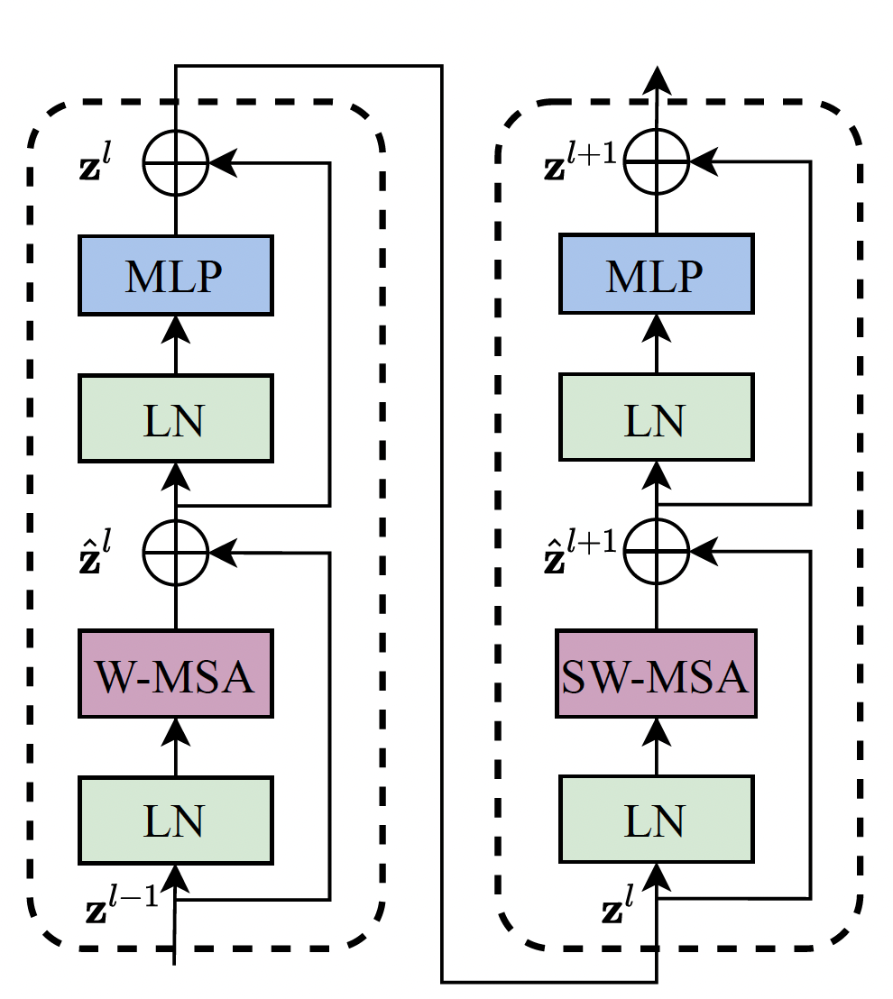 z^l
MLP
LN
ẑ^l
W-MSA
LN
z^{l−1}
z^{l+1}
MLP
LN
ẑ^{l+1}
SW-MSA
LN
z^l